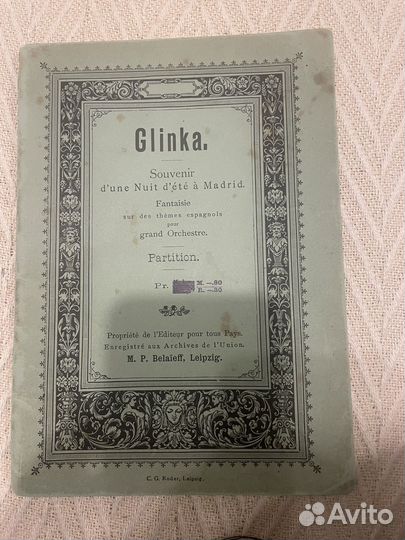 Glinka.
Souvenir
d'une Nuit d'été à Madrid.
Fantaisie
sur des thèmes espagnols
pour
grand Orchestre.
Partition.
Pr. M. —.80
R. —.30
Propriété de l'Editeur pour tous Pays.
Enregistré aux Archives de l'Union.
M. P. Belaïeff, Leipzig.
C. G. Röder, Leipzig.
Avito